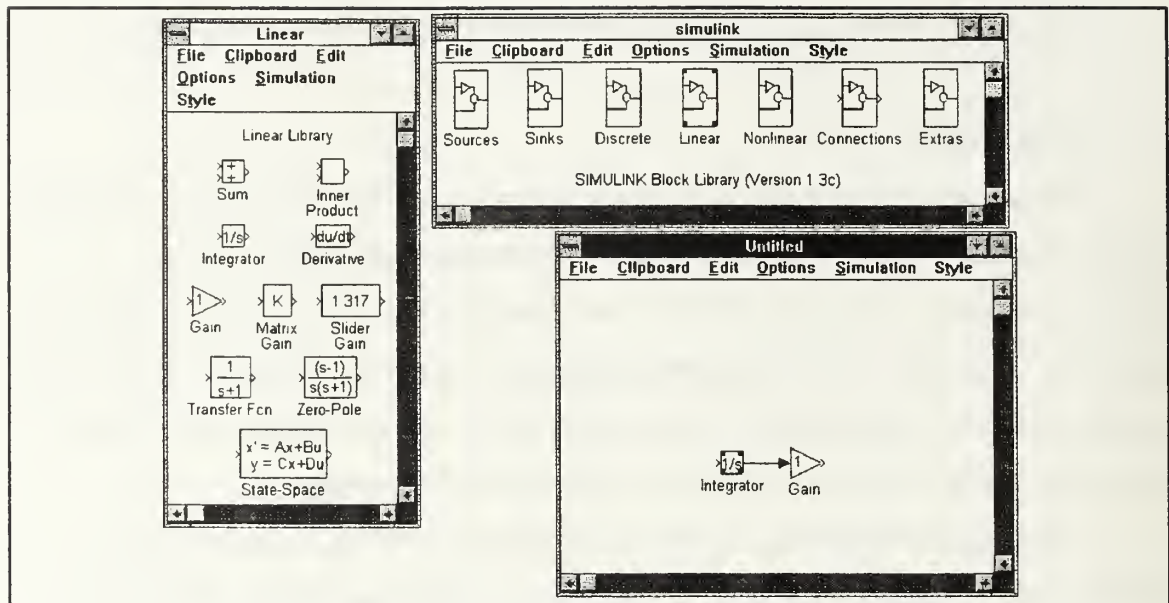 Linear
File Clipboard Edit
Options Simulation
Style
Linear Library
+
+
Sum
Inner
Product
1/s
Integrator
du/dt
Derivative
1
Gain
K
Matrix
Gain
1 317
Slider
Gain
1
s+1
Transfer Fcn
(s-1)
s(s+1)
Zero-Pole
x' = Ax+Bu
y = Cx+Du
State-Space
simulink
File Clipboard Edit Options Simulation Style
Sources Sinks Discrete Linear Nonlinear Connections Extras
SIMULINK Block Library (Version 1 3c)
Untitled
File Clipboard Edit Options Simulation Style
1/s
Integrator
1
Gain